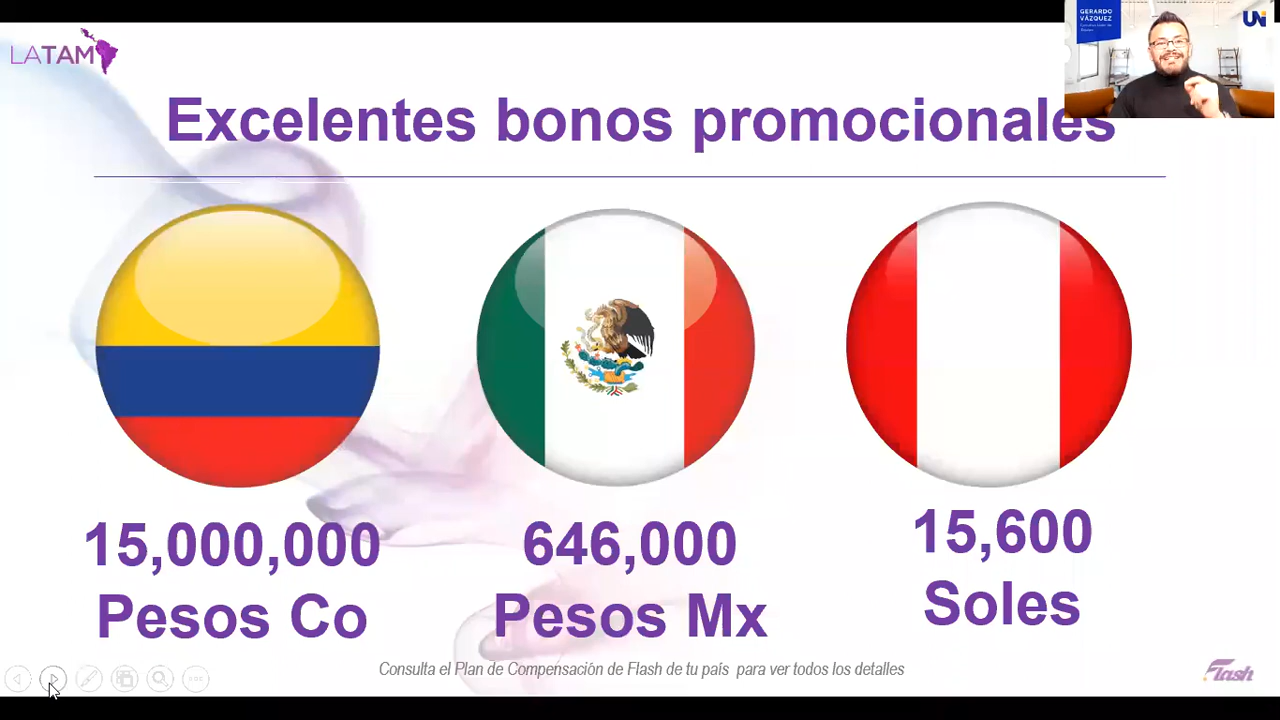 LATAM
GERARDO
VÁZQUEZ
UN
Excelentes bonos promocionales
15,000,000
Pesos Co
646,000
Pesos Mx
15,600
Soles
Consulta el Plan de Compensación de Flash de tu país para ver todos los detalles
Flash